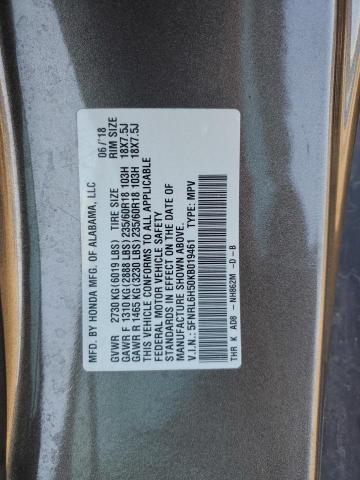 MFD. BY HONDA MFG. OF ALABAMA, LLC 06/'18
GVWR 2730 KG(6019 LBS) TIRE SIZE RIM SIZE
GAWR F 1310 KG(2888 LBS) 235/60R18 103H 18X7.5J
GAWR R 1465 KG(3230 LBS) 235/60R18 103H 18X7.5J
THIS VEHICLE CONFORMS TO ALL APPLICABLE
FEDERAL MOTOR VEHICLE SAFETY
STANDARDS IN EFFECT ON THE DATE OF
MANUFACTURE SHOWN ABOVE.
V.I.N.: 5FNRL6H50KB019461 TYPE: MPV
THR K AD8 - NH862M -D -B